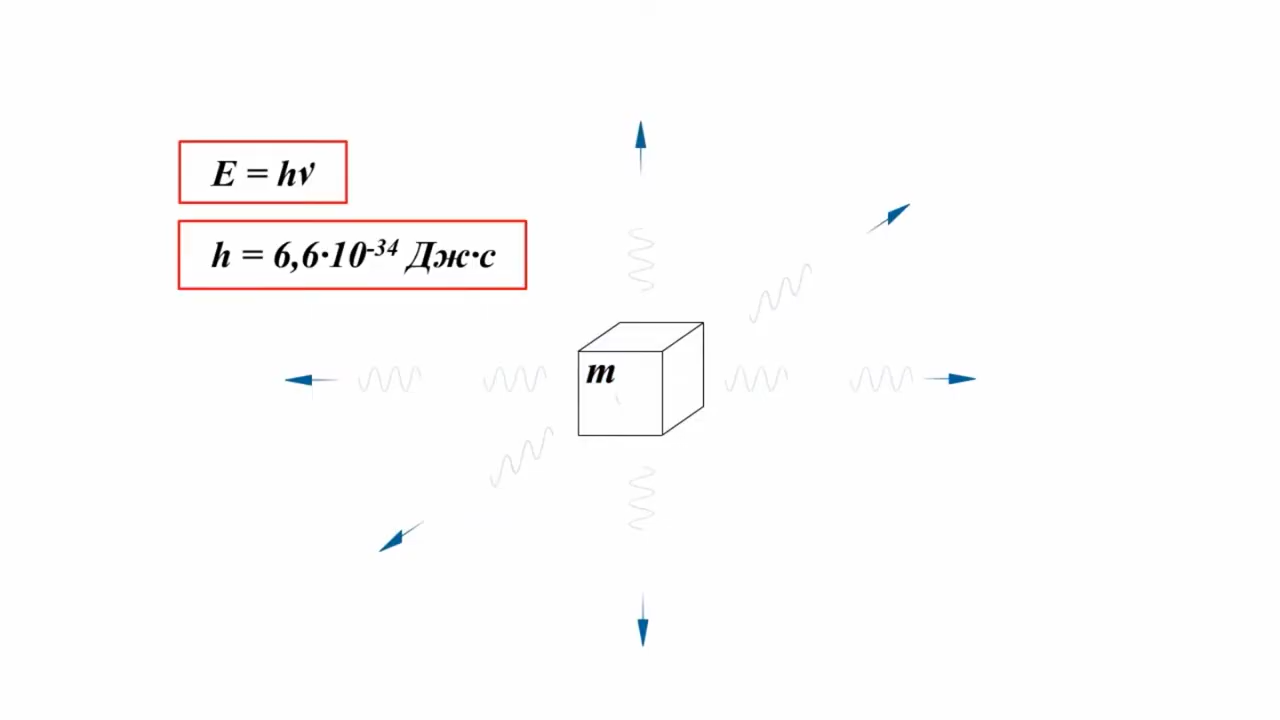 E = hν
h = 6,6·10⁻³⁴ Дж·с
m